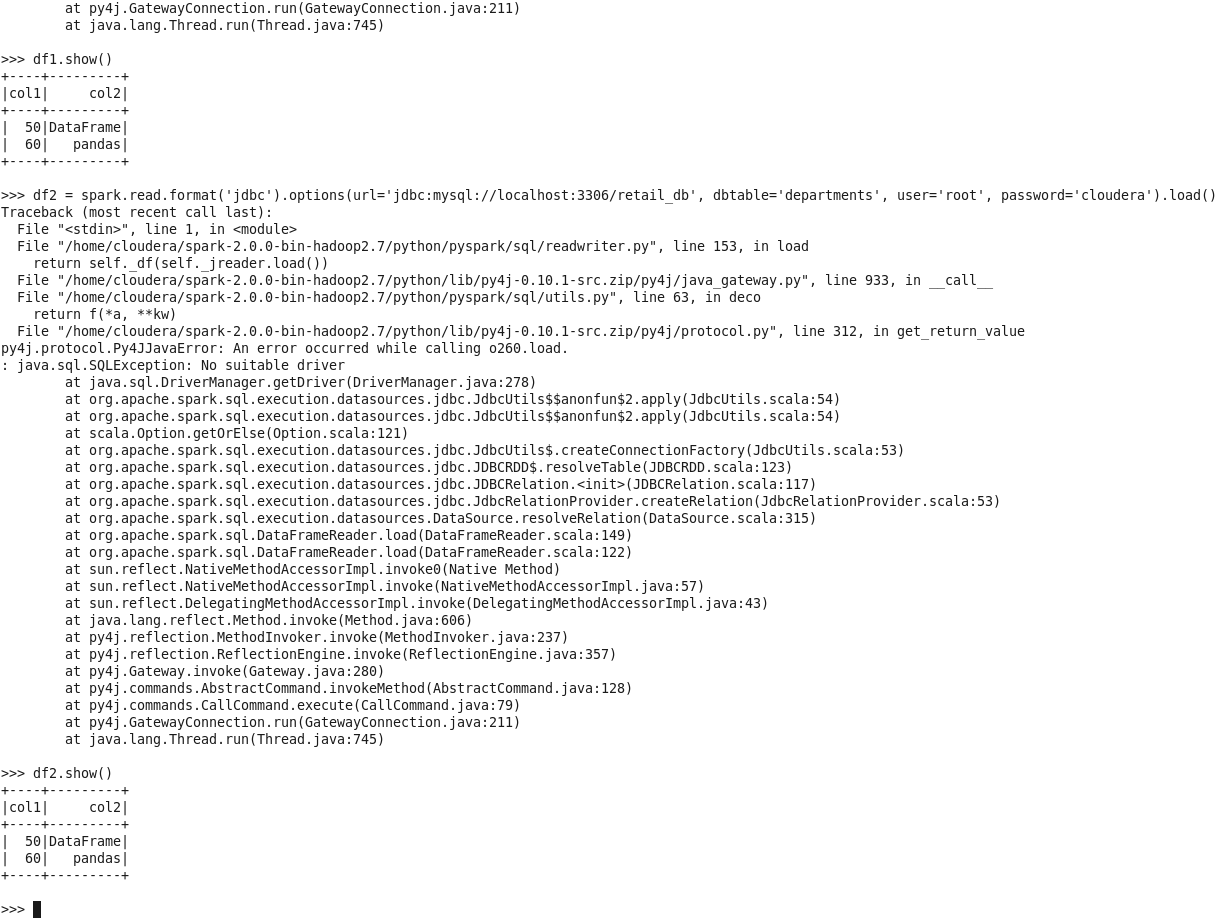 at py4j.GatewayConnection.run(GatewayConnection.java:211)
        at java.lang.Thread.run(Thread.java:745)

>>> df1.show()
+----+---------+
|col1|     col2|
+----+---------+
|  50|DataFrame|
|  60|   pandas|
+----+---------+

>>> df2 = spark.read.format('jdbc').options(url='jdbc:mysql://localhost:3306/retail_db', dbtable='departments', user='root', password='cloudera').load()
Traceback (most recent call last):
  File "<stdin>", line 1, in <module>
  File "/home/cloudera/spark-2.0.0-bin-hadoop2.7/python/pyspark/sql/readwriter.py", line 153, in load
    return self._df(self._jreader.load())
  File "/home/cloudera/spark-2.0.0-bin-hadoop2.7/python/lib/py4j-0.10.1-src.zip/py4j/java_gateway.py", line 933, in __call__
  File "/home/cloudera/spark-2.0.0-bin-hadoop2.7/python/pyspark/sql/utils.py", line 63, in deco
    return f(*a, **kw)
  File "/home/cloudera/spark-2.0.0-bin-hadoop2.7/python/lib/py4j-0.10.1-src.zip/py4j/protocol.py", line 312, in get_return_value
py4j.protocol.Py4JJavaError: An error occurred while calling o260.load.
: java.sql.SQLException: No suitable driver
        at java.sql.DriverManager.getDriver(DriverManager.java:278)
        at org.apache.spark.sql.execution.datasources.jdbc.JdbcUtils$$anonfun$2.apply(JdbcUtils.scala:54)
        at org.apache.spark.sql.execution.datasources.jdbc.JdbcUtils$$anonfun$2.apply(JdbcUtils.scala:54)
        at scala.Option.getOrElse(Option.scala:121)
        at org.apache.spark.sql.execution.datasources.jdbc.JdbcUtils$.createConnectionFactory(JdbcUtils.scala:53)
        at org.apache.spark.sql.execution.datasources.jdbc.JDBCRDD$.resolveTable(JDBCRDD.scala:123)
        at org.apache.spark.sql.execution.datasources.jdbc.JDBCRelation.<init>(JDBCRelation.scala:117)
        at org.apache.spark.sql.execution.datasources.jdbc.JdbcRelationProvider.createRelation(JdbcRelationProvider.scala:53)
        at org.apache.spark.sql.execution.datasources.DataSource.resolveRelation(DataSource.scala:315)
        at org.apache.spark.sql.DataFrameReader.load(DataFrameReader.scala:149)
        at org.apache.spark.sql.DataFrameReader.load(DataFrameReader.scala:122)
        at sun.reflect.NativeMethodAccessorImpl.invoke0(Native Method)
        at sun.reflect.NativeMethodAccessorImpl.invoke(NativeMethodAccessorImpl.java:57)
        at sun.reflect.DelegatingMethodAccessorImpl.invoke(DelegatingMethodAccessorImpl.java:43)
        at java.lang.reflect.Method.invoke(Method.java:606)
        at py4j.reflection.MethodInvoker.invoke(MethodInvoker.java:237)
        at py4j.reflection.ReflectionEngine.invoke(ReflectionEngine.java:357)
        at py4j.Gateway.invoke(Gateway.java:280)
        at py4j.commands.AbstractCommand.invokeMethod(AbstractCommand.java:128)
        at py4j.commands.CallCommand.execute(CallCommand.java:79)
        at py4j.GatewayConnection.run(GatewayConnection.java:211)
        at java.lang.Thread.run(Thread.java:745)

>>> df2.show()
+----+---------+
|col1|     col2|
+----+---------+
|  50|DataFrame|
|  60|   pandas|
+----+---------+

>>>